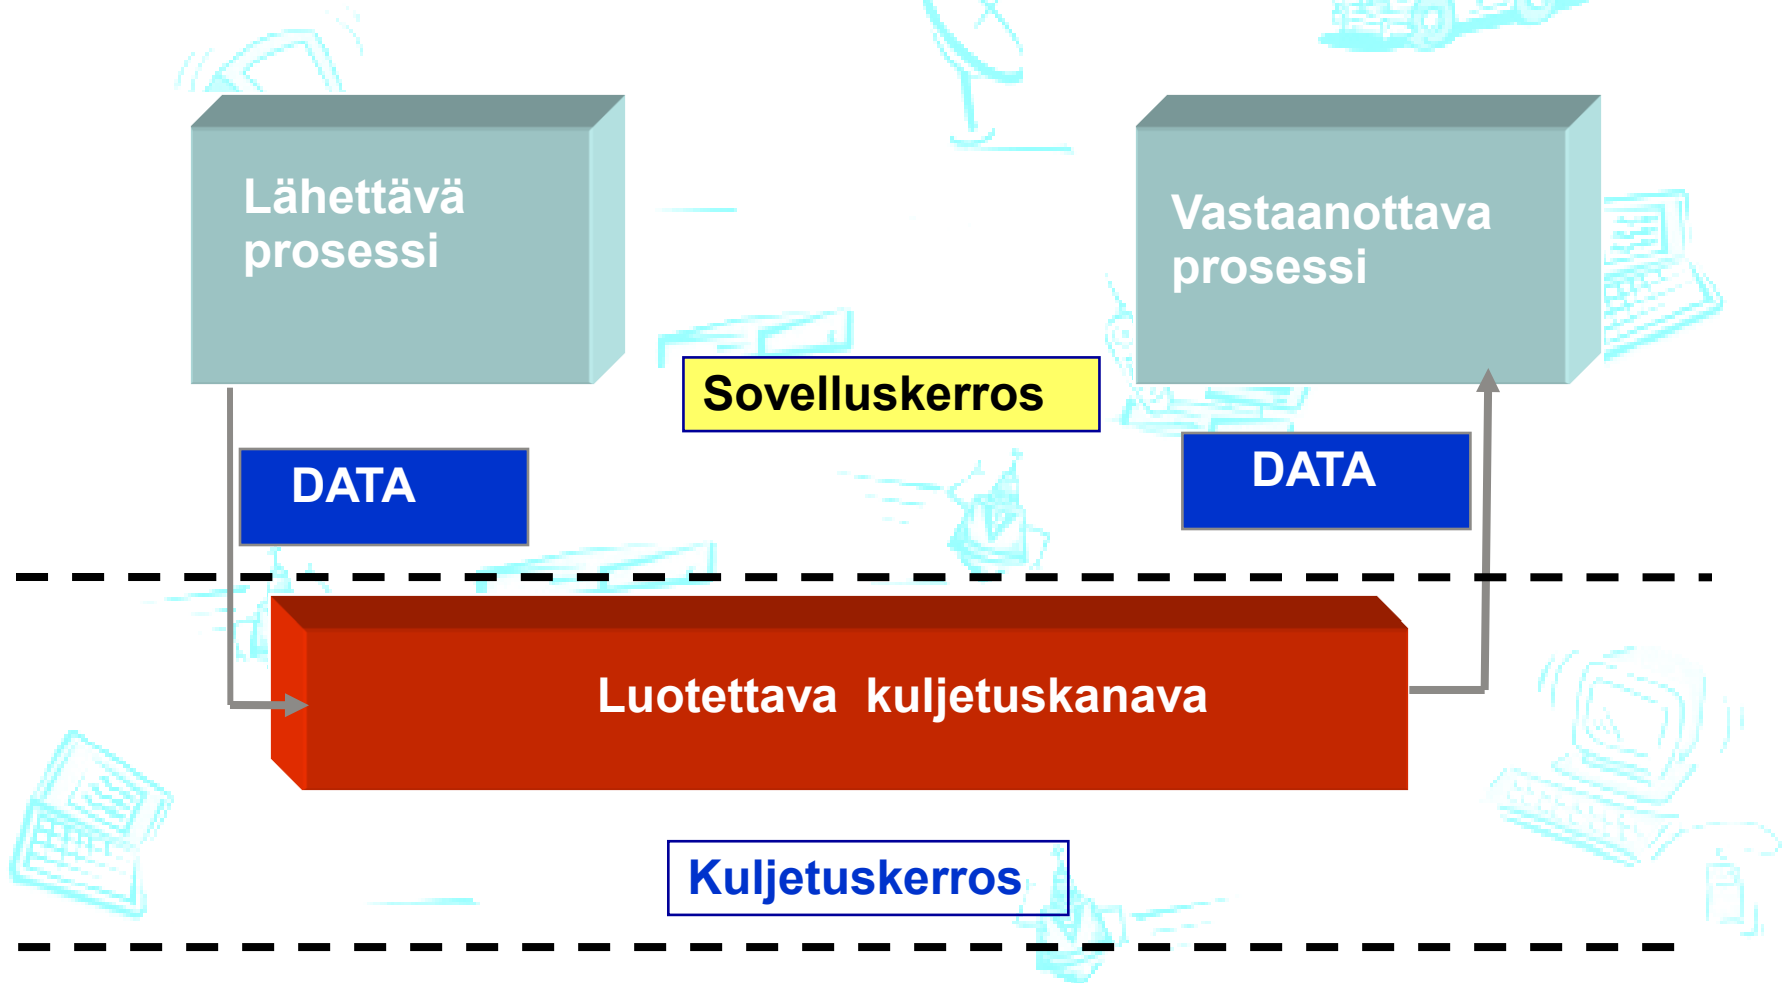 Lähettävä
prosessi
Vastaanottava
prosessi
Sovelluskerros
DATA
DATA
Luotettava kuljetuskanava
Kuljetuskerros